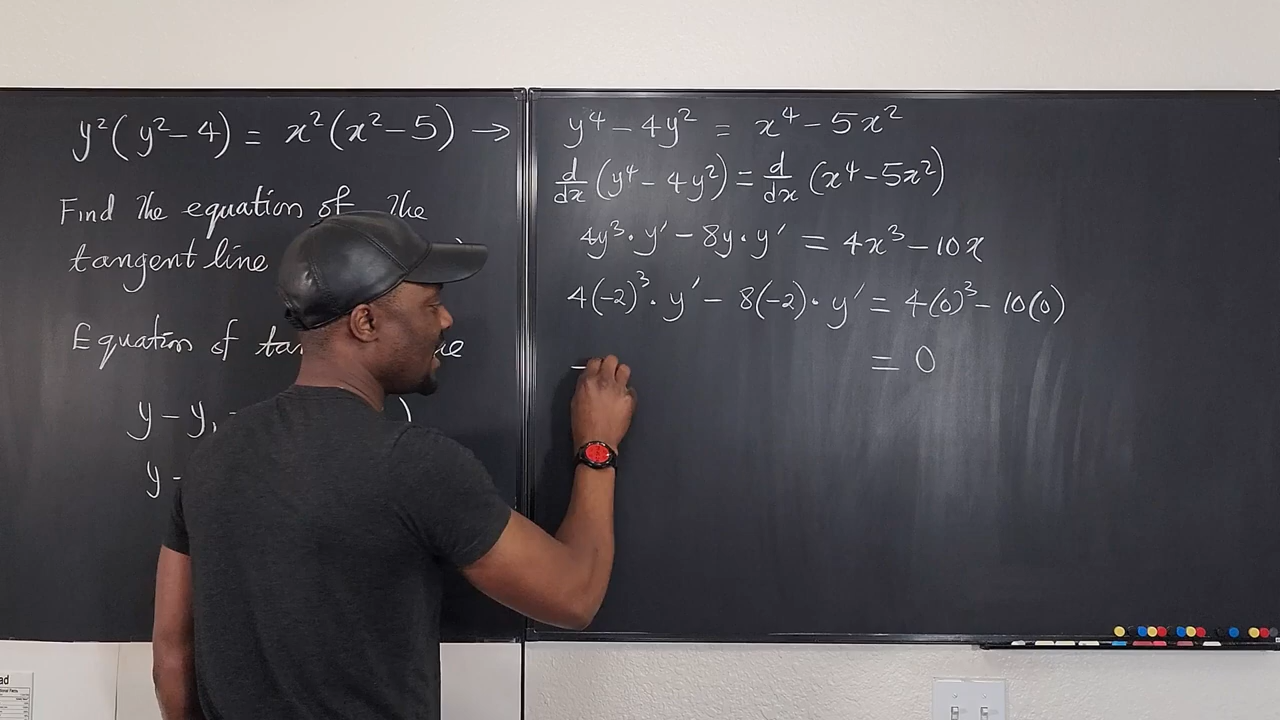 y²(y²-4) = x²(x²-5) →
Find the equation of the
tangent line )
Equation of
y - y₁ )
y -
y⁴ - 4y² = x⁴ - 5x²
d/dx (y⁴ - 4y²) = d/dx (x⁴ - 5x²)
4y³ · y' - 8y · y' = 4x³ - 10x
4(-2)³ · y' - 8(-2) · y' = 4(0)³ - 10(0)
- = 0